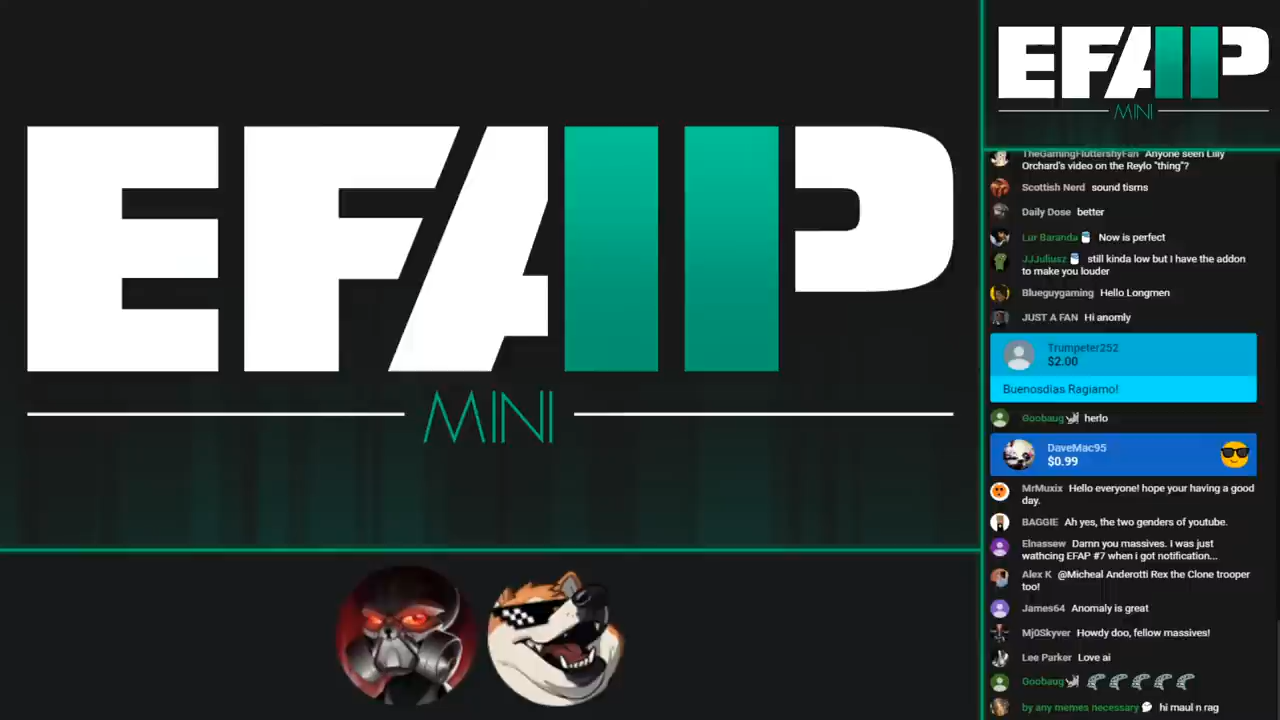 EFAP
MINI
EFAP
MINI
TheGamingFluttershyFan Anyone seen Lilly
Orchard's video on the Reylo "thing"?
Scottish Nerd sound tisms
Daily Dose better
Lur Baranda Now is perfect
JJJuliusz still kinda low but I have the addon
to make you louder
Blueguygaming Hello Longmen
JUST A FAN Hi anomly
Trumpeter252
$2.00
Buenosdias Ragiamo!
Goobaug herlo
DaveMac95
$0.99
MrMuxix Hello everyone! hope your having a good
day.
BAGGIE Ah yes, the two genders of youtube.
Elnassew Damn you massives. I was just
wathcing EFAP #7 when i got notification...
Alex K @Micheal Anderotti Rex the Clone trooper
too!
James64 Anomaly is great
Mj0Skyver Howdy doo, fellow massives!
Lee Parker Love ai
Goobaug
by any memes necessary hi maul n rag